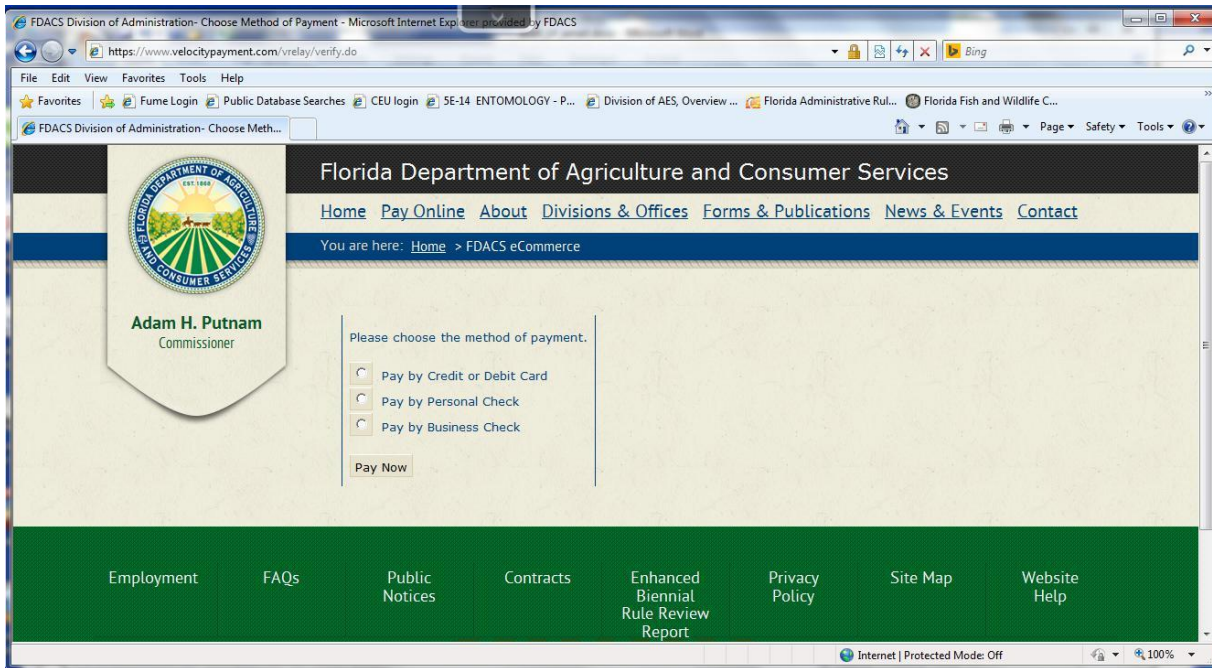 FDACS Division of Administration- Choose Method of Payment - Microsoft Internet Explorer provided by FDACS
https://www.velocitypayment.com/vrelay/verify.do
Bing
File Edit View Favorites Tools Help
Favorites Fume Login Public Database Searches CEU login 5E-14 ENTOMOLOGY - P... Division of AES, Overview ... Florida Administrative Rul... Florida Fish and Wildlife C...
FDACS Division of Administration- Choose Meth...
Page Safety Tools
DEPARTMENT OF AGRICULTURE
EST. 1868
FLORIDA
AND CONSUMER SERVICES
Florida Department of Agriculture and Consumer Services
Home Pay Online About Divisions & Offices Forms & Publications News & Events Contact
You are here: Home > FDACS eCommerce
Adam H. Putnam
Commissioner
Please choose the method of payment.
Pay by Credit or Debit Card
Pay by Personal Check
Pay by Business Check
Pay Now
Employment FAQs Public Notices Contracts Enhanced Biennial Rule Review Report Privacy Policy Site Map Website Help
Internet | Protected Mode: Off 100%